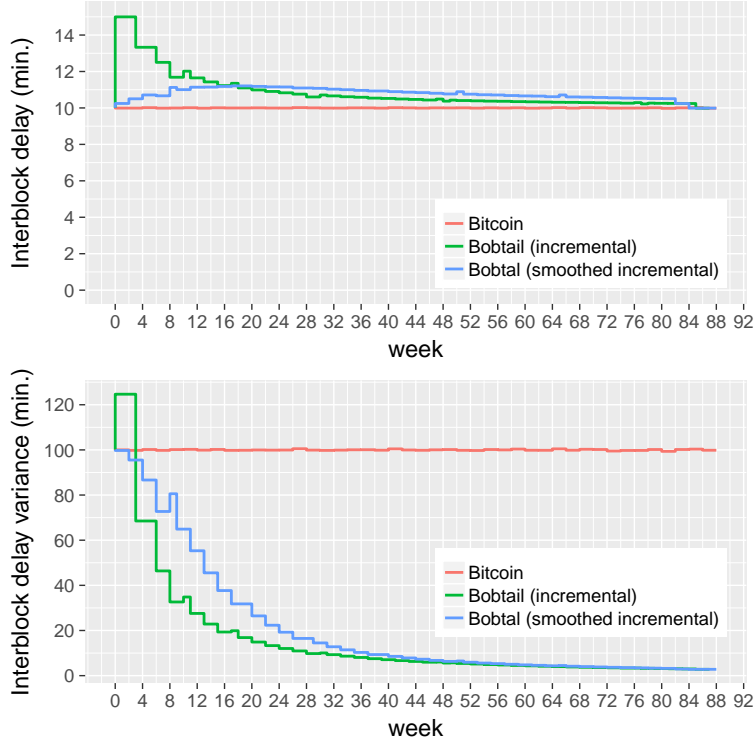 Interblock delay (min.)
14
12
10
8
6
4
2
0
Bitcoin
Bobtail (incremental)
Bobtal (smoothed incremental)
0 4 8 12 16 20 24 28 32 36 40 44 48 52 56 60 64 68 72 76 80 84 88 92
week
Interblock delay variance (min.)
120
100
80
60
40
20
0
Bitcoin
Bobtail (incremental)
Bobtal (smoothed incremental)
0 4 8 12 16 20 24 28 32 36 40 44 48 52 56 60 64 68 72 76 80 84 88 92
week